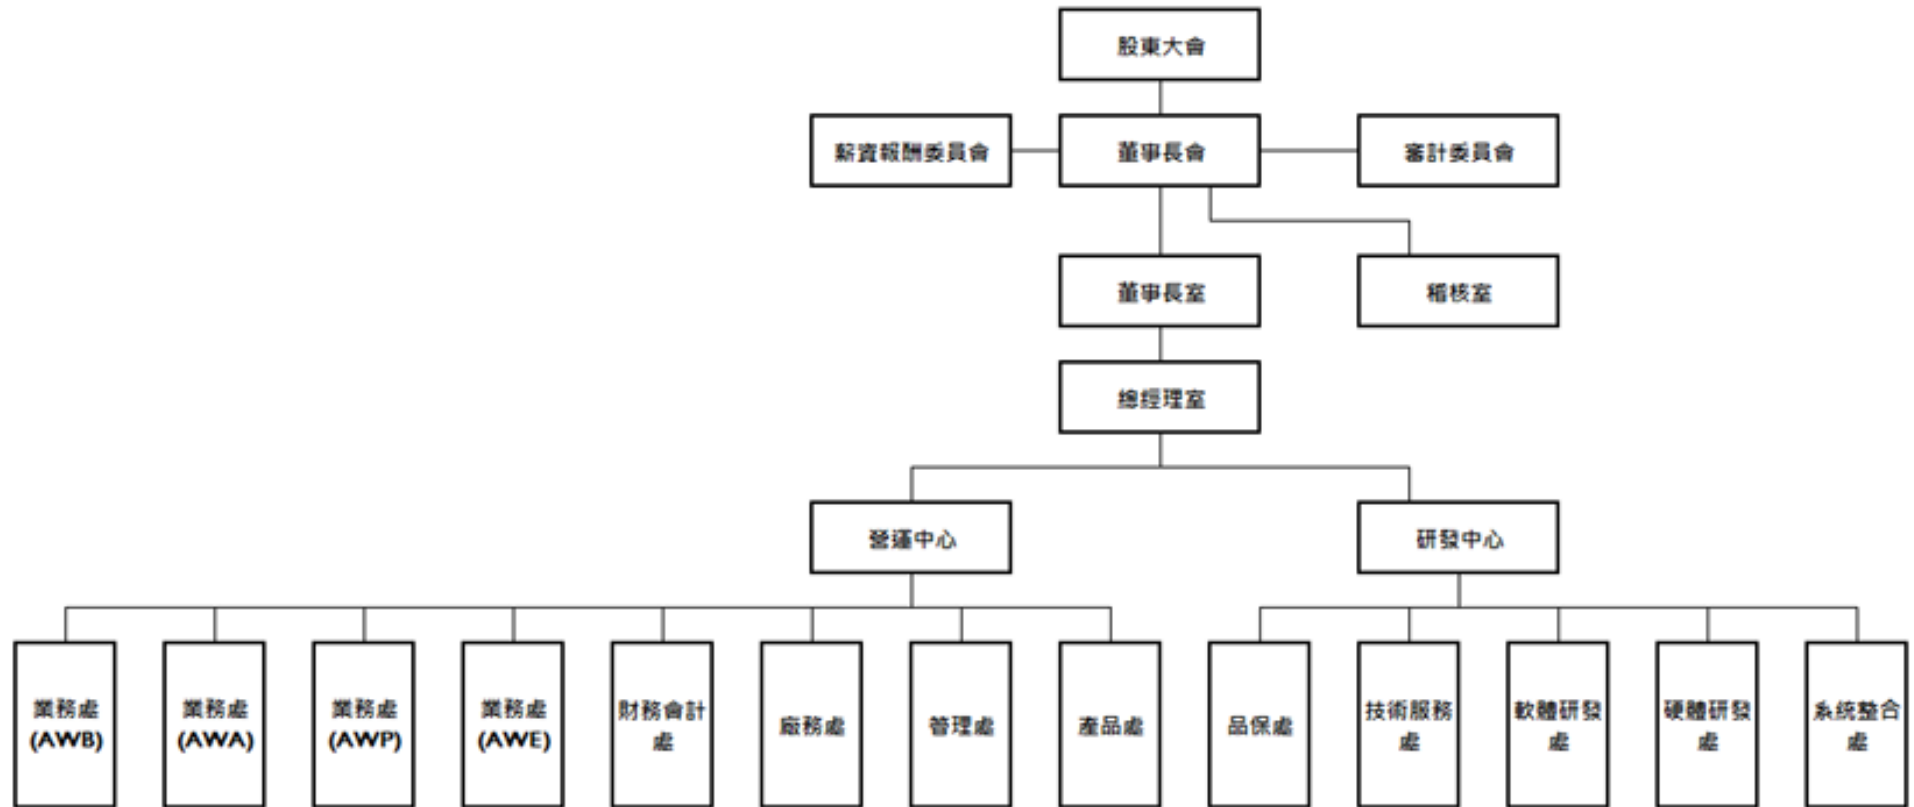 股東大會
薪資報酬委員會
董事長會
審計委員會
董事長室
稽核室
總經理室
營運中心
研發中心
業務處
(AWB)
業務處
(AWA)
業務處
(AWP)
業務處
(AWE)
財務會計
處
廠務處
管理處
產品處
品保處
技術服務
處
軟體研發
處
硬體研發
處
系統整合
處